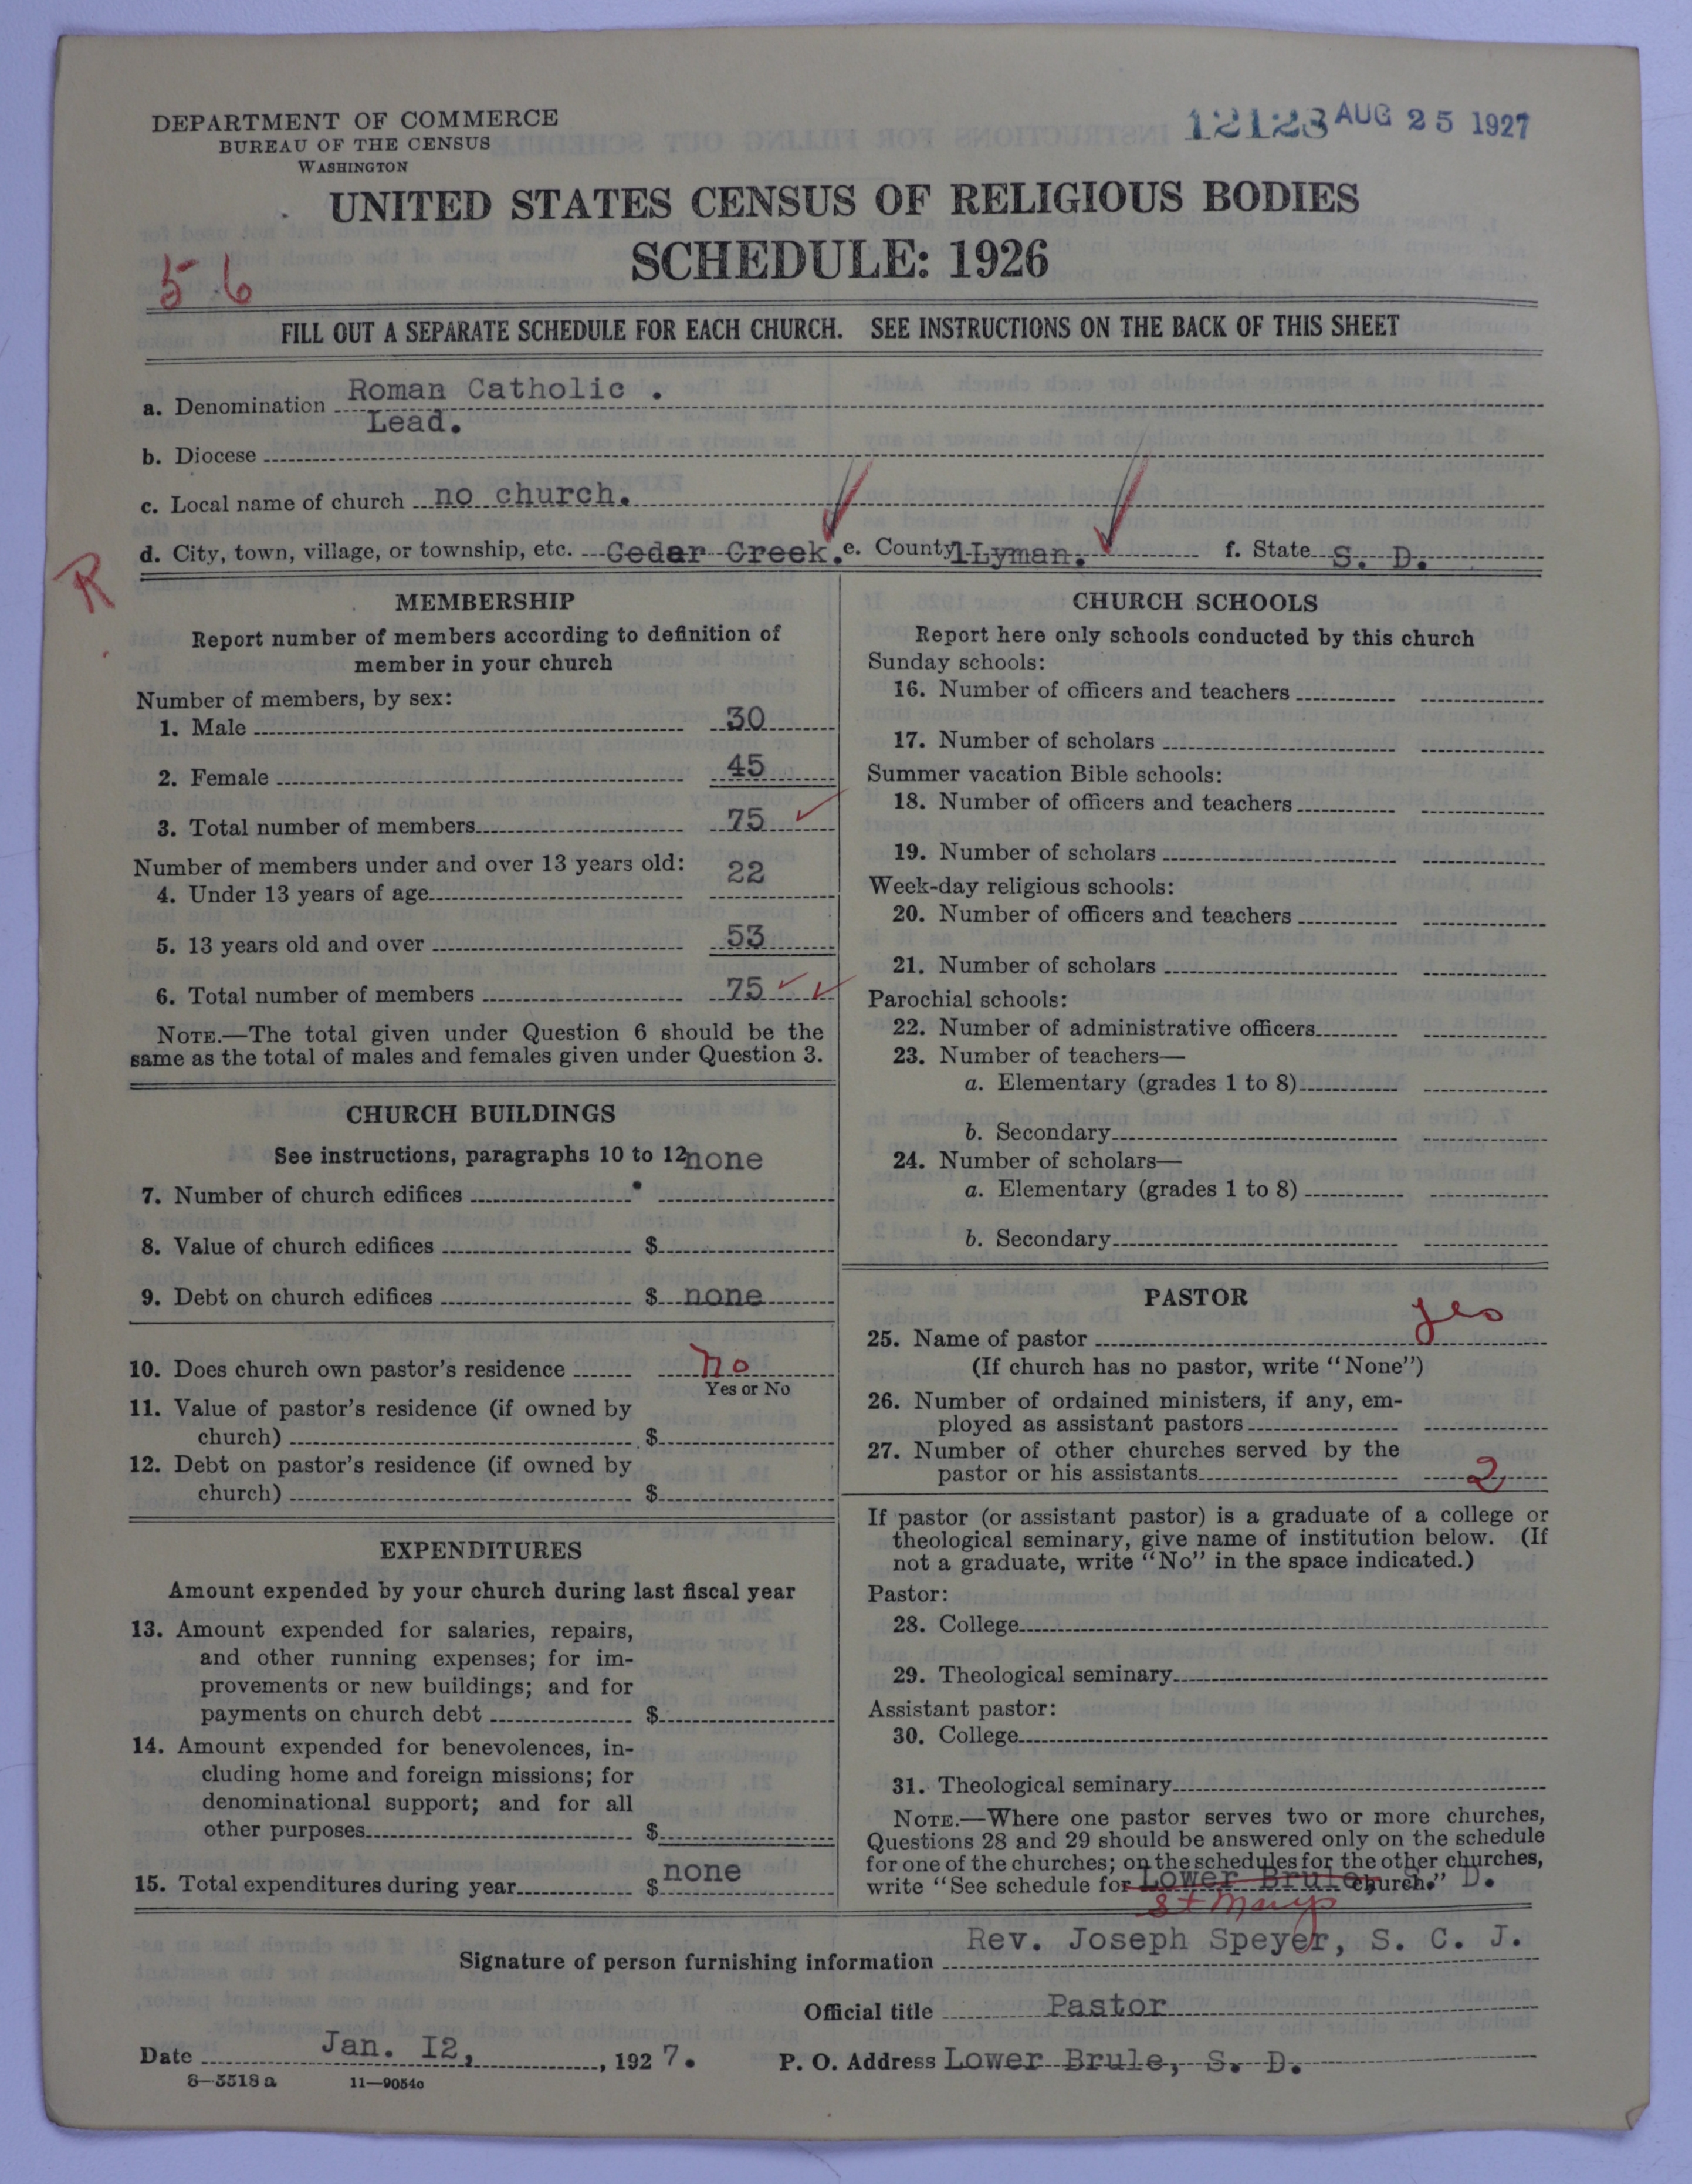 DEPARTMENT OF COMMERCE
BUREAU OF THE CENSUS
WASHINGTON
12123 AUG 25 1927
UNITED STATES CENSUS OF RELIGIOUS BODIES
SCHEDULE: 1926
56
FILL OUT A SEPARATE SCHEDULE FOR EACH CHURCH. SEE INSTRUCTIONS ON THE BACK OF THIS SHEET
a. Denomination Roman Catholic .
b. Diocese Lead.
c. Local name of church no church.
d. City, town, village, or township, etc. Cedar Creek. e. County lLyman. f. State S. D.
R
MEMBERSHIP
Report number of members according to definition of
member in your church
Number of members, by sex:
1. Male 30
2. Female 45
3. Total number of members 75
Number of members under and over 13 years old:
4. Under 13 years of age 22
5. 13 years old and over 53
6. Total number of members 75
NOTE.—The total given under Question 6 should be the
same as the total of males and females given under Question 3.
CHURCH BUILDINGS
See instructions, paragraphs 10 to 12
7. Number of church edifices none
8. Value of church edifices $
9. Debt on church edifices $ none
10. Does church own pastor's residence no
Yes or No
11. Value of pastor's residence (if owned by
church) $
12. Debt on pastor's residence (if owned by
church) $
EXPENDITURES
Amount expended by your church during last fiscal year
13. Amount expended for salaries, repairs,
and other running expenses; for im-
provements or new buildings; and for
payments on church debt $
14. Amount expended for benevolences, in-
cluding home and foreign missions; for
denominational support; and for all
other purposes $
15. Total expenditures during year $ none
CHURCH SCHOOLS
Report here only schools conducted by this church
Sunday schools:
16. Number of officers and teachers
17. Number of scholars
Summer vacation Bible schools:
18. Number of officers and teachers
19. Number of scholars
Week-day religious schools:
20. Number of officers and teachers
21. Number of scholars
Parochial schools:
22. Number of administrative officers
23. Number of teachers—
a. Elementary (grades 1 to 8)
b. Secondary
24. Number of scholars—
a. Elementary (grades 1 to 8)
b. Secondary
PASTOR
25. Name of pastor yes
(If church has no pastor, write "None")
26. Number of ordained ministers, if any, em-
ployed as assistant pastors
27. Number of other churches served by the
pastor or his assistants 2
If pastor (or assistant pastor) is a graduate of a college or
theological seminary, give name of institution below. (If
not a graduate, write "No" in the space indicated.)
Pastor:
28. College
29. Theological seminary
Assistant pastor:
30. College
31. Theological seminary
NOTE.—Where one pastor serves two or more churches,
Questions 28 and 29 should be answered only on the schedule
for one of the churches; on the schedules for the other churches,
write "See schedule for Lower Brule, S. church." D.
St Marys
Signature of person furnishing information Rev. Joseph Speyer, S. C. J.
Official title Pastor
Date Jan. I2, , 1927. P. O. Address Lower Brule, S. D.
8-5518a 11—9054c